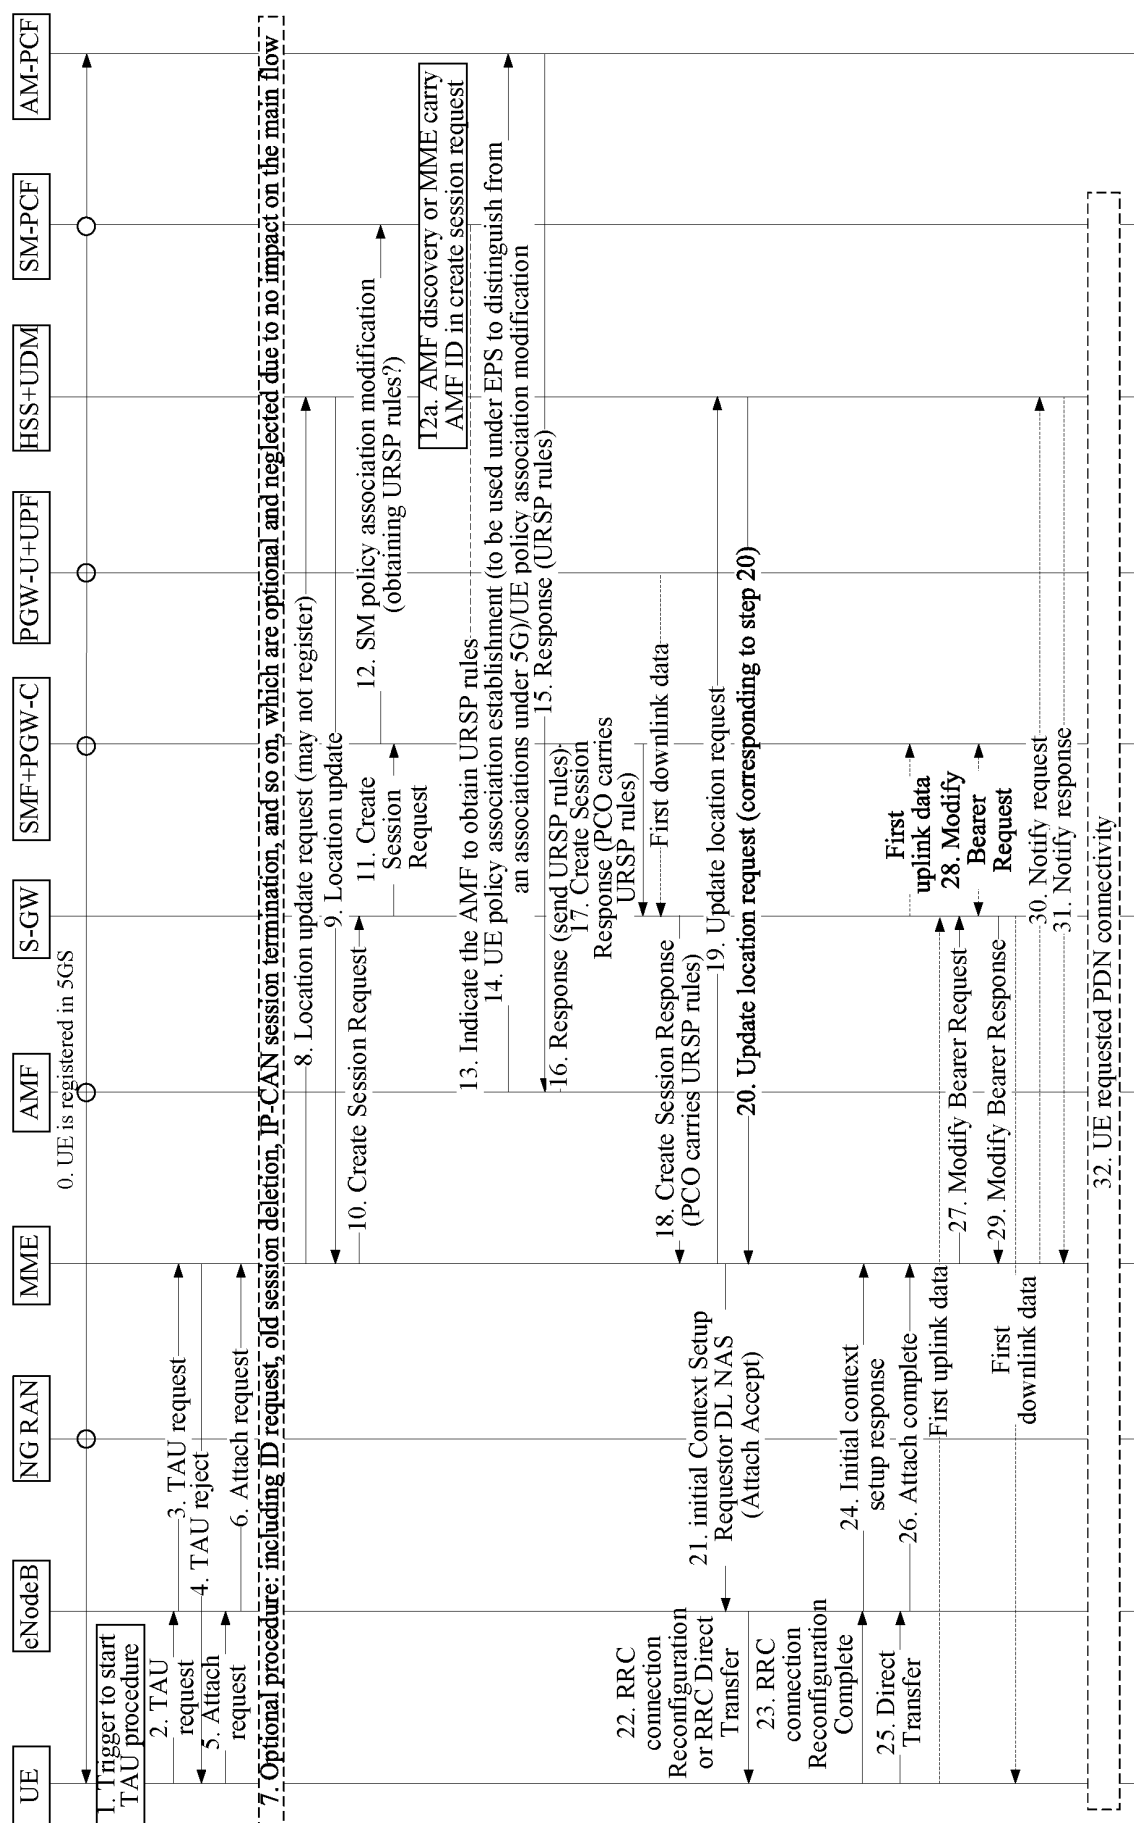 UE
eNodeB
NG RAN
MME
AMF
S-GW
SMF+PGW-C
PGW-U+UPF
HSS+UDM
SM-PCF
AM-PCF
0. UE is registered in 5GS
1. Trigger to start
TAU procedure
2. TAU
request
3. TAU request
4. TAU reject
5. Attach
request
6. Attach request
7. Optional procedure: including ID request, old session deletion, IP-CAN session termination, and so on, which are optional and neglected due to no impact on the main flow
8. Location update request (may not register)
9. Location update
10. Create Session Request
11. Create
Session
Request
12. SM policy association modification
(obtaining URSP rules?)
12a. AMF discovery or MME carry
AMF ID in create session request
13. Indicate the AMF to obtain URSP rules
14. UE policy association establishment (to be used under EPS to distinguish from
an associations under 5G)/UE policy association modification
15. Response (URSP rules)
16. Response (send URSP rules)
17. Create Session
Response (PCO carries
URSP rules)
First downlink data
18. Create Session Response
(PCO carries URSP rules)
19. Update location request
20. Update location request (corresponding to step 20)
21. initial Context Setup
Requestor DL NAS
(Attach Accept)
22. RRC
connection
Reconfiguration
or RRC Direct
Transfer
23. RRC
connection
Reconfiguration
Complete
24. Initial context
setup response
25. Direct
Transfer
26. Attach complete
First uplink data
First
uplink data
27. Modify Bearer Request
28. Modify
Bearer
Request
29. Modify Bearer Response
First
downlink data
30. Notify request
31. Notify response
32. UE requested PDN connectivity